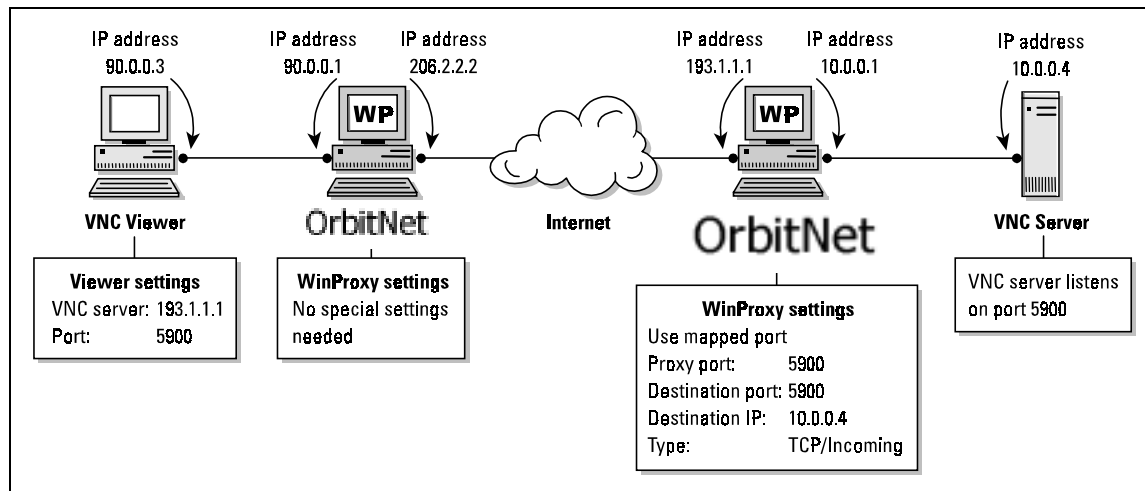 IP address
90.0.0.3
IP address
90.0.0.1
IP address
206.2.2.2
IP address
193.1.1.1
IP address
10.0.0.1
IP address
10.0.0.4
WP
WP
VNC Viewer
OrbitNet
Internet
OrbitNet
VNC Server
Viewer settings
VNC server: 193.1.1.1
Port: 5900
WinProxy settings
No special settings
needed
WinProxy settings
Use mapped port
Proxy port: 5900
Destination port: 5900
Destination IP: 10.0.0.4
Type: TCP/Incoming
VNC server listens
on port 5900